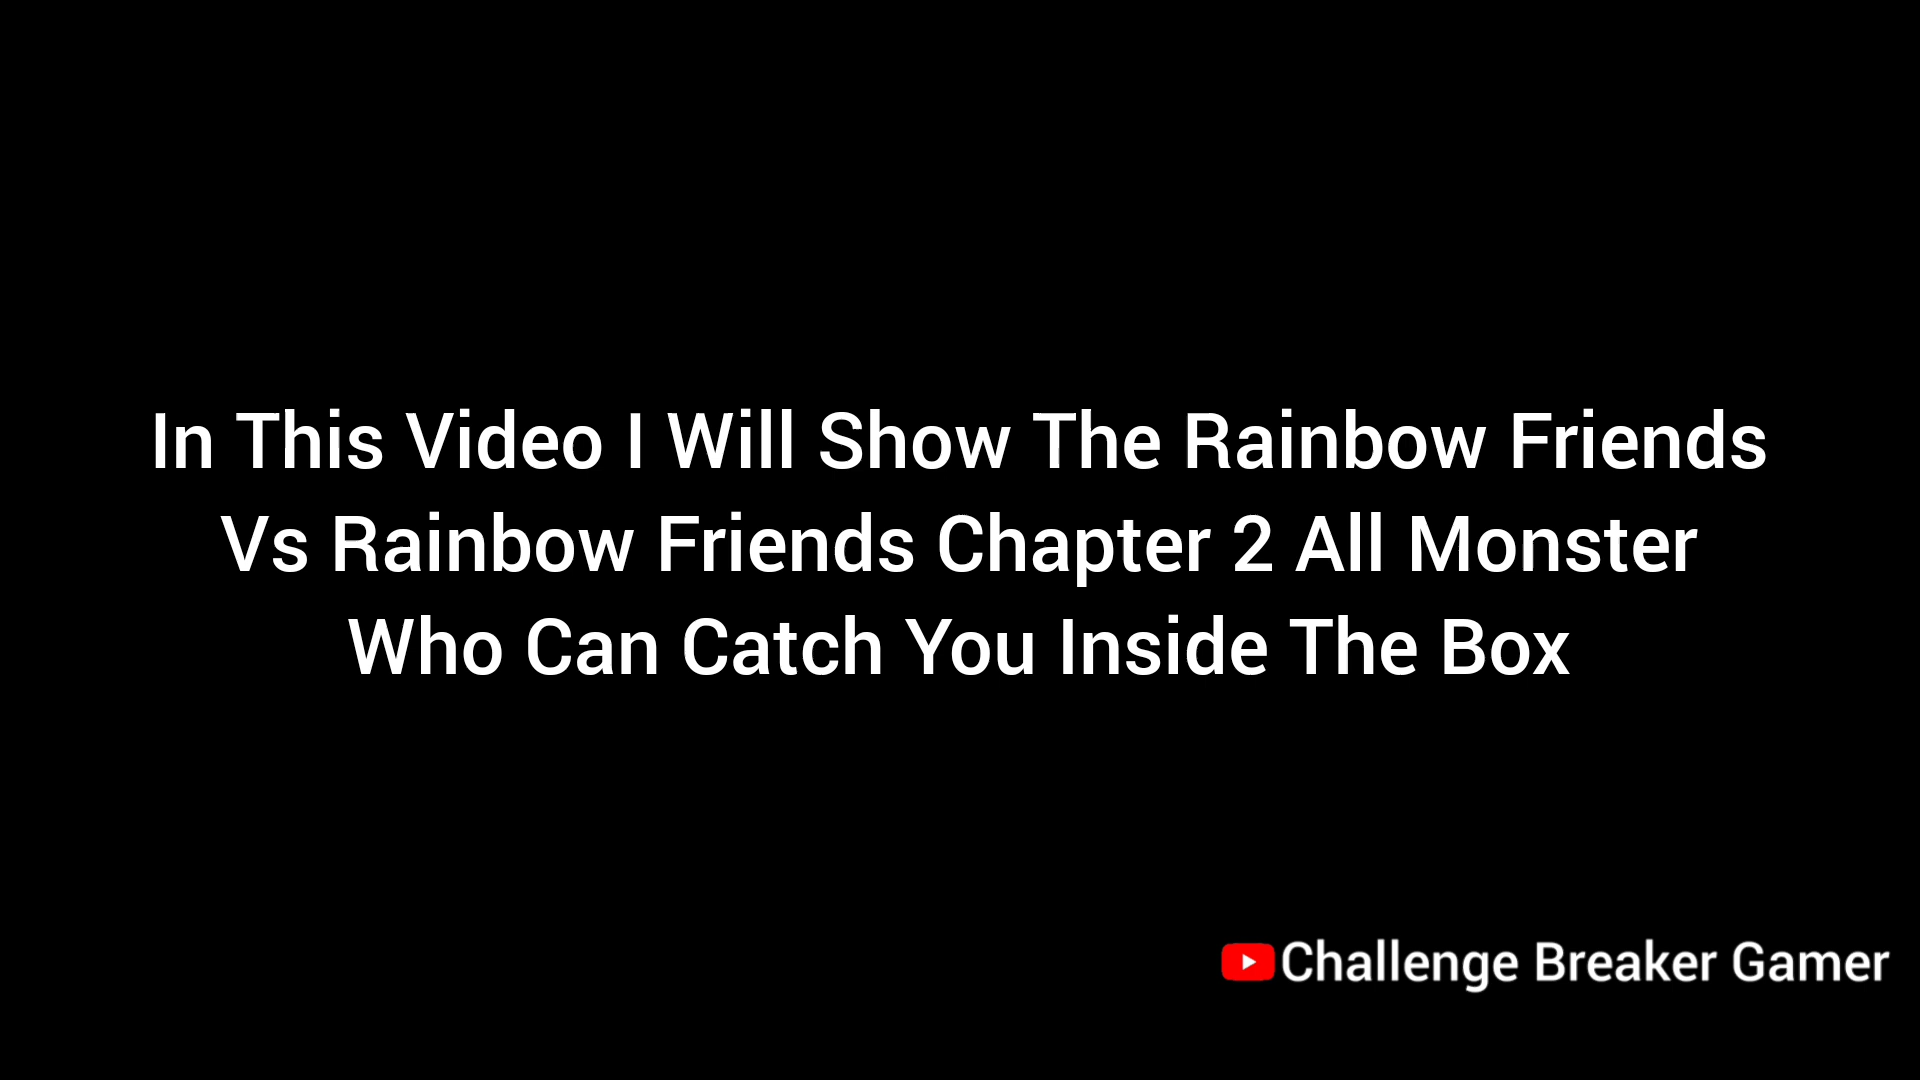 In This Video I Will Show The Rainbow Friends
Vs Rainbow Friends Chapter 2 All Monster
Who Can Catch You Inside The Box
Challenge Breaker Gamer